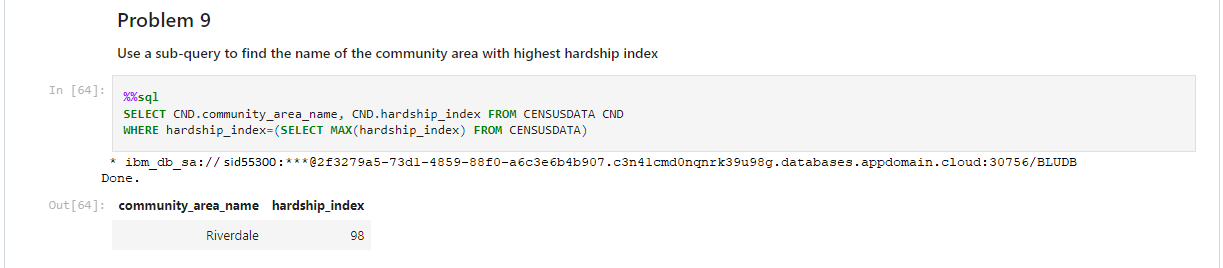 Problem 9
Use a sub-query to find the name of the community area with highest hardship index
In [64]:
%%sql
SELECT CND.community_area_name, CND.hardship_index FROM CENSUSDATA CND
WHERE hardship_index=(SELECT MAX(hardship_index) FROM CENSUSDATA)
* ibm_db_sa://sid55300:***@2f3279a5-73d1-4859-88f0-a6c3e6b4b907.c3n41cmd0nqnrk39u98g.databases.appdomain.cloud:30756/BLUDB
Done.
Out[64]:
community_area_name hardship_index
Riverdale 98